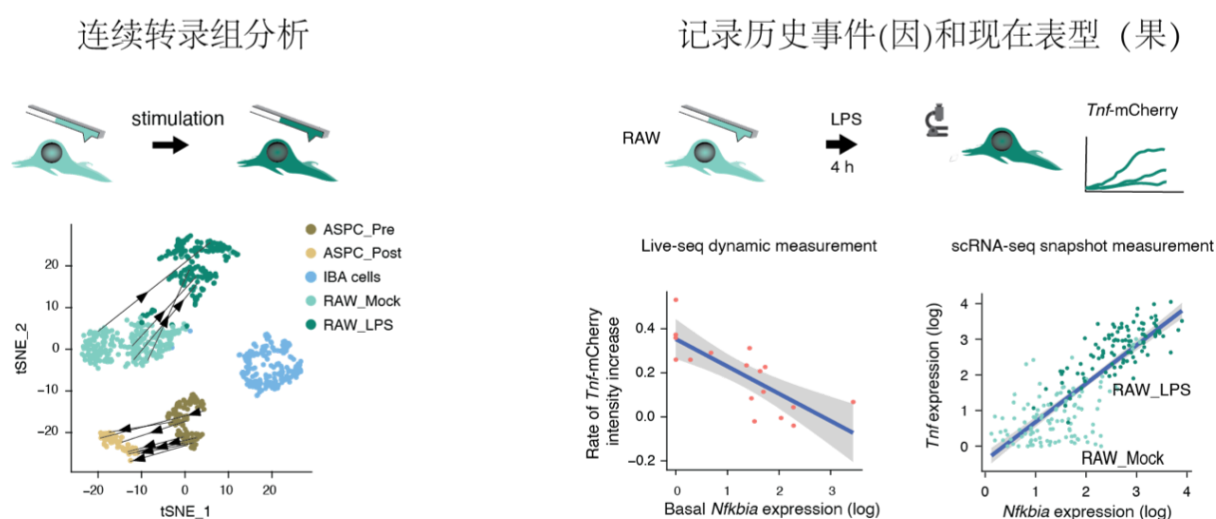 连续转录组分析
stimulation
ASPC_Pre
ASPC_Post
IBA cells
RAW_Mock
RAW_LPS
tSNE_2
20
10
0
−10
−20
−20
−10
0
10
20
tSNE_1
记录历史事件(因)和现在表型（果）
RAW
LPS
4 h
Tnf-mCherry
Live-seq dynamic measurement
Rate of Tnf-mCherry
intensity increase
0.4
0.2
0.0
−0.2
0
1
2
3
Basal Nfkbia expression (log)
scRNA-seq snapshot measurement
Tnf expression (log)
4
3
2
1
0
RAW_LPS
RAW_Mock
0
1
2
3
4
Nfkbia expression (log)